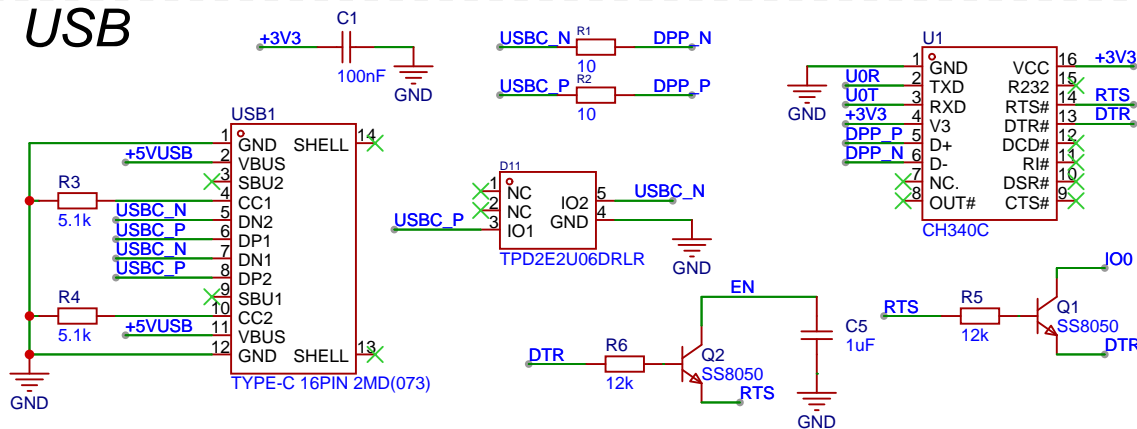 USB
C1
+3V3
100nF
GND
USBC_N
R1
DPP_N
10
USBC_P
R2
DPP_P
10
U1
GND
1
GND
VCC
16
+3V3
U0R
2
TXD
R232
15
U0T
3
RXD
RTS#
14
RTS
+3V3
4
V3
DTR#
13
DTR
DPP_P
5
D+
DCD#
12
DPP_N
6
D-
RI#
11
7
NC.
DSR#
10
8
OUT#
CTS#
9
CH340C
USB1
1
GND
SHELL
14
+5VUSB
2
VBUS
3
SBU2
R3
4
CC1
5.1k
USBC_N
5
DN2
USBC_P
6
DP1
USBC_N
7
DN1
USBC_P
8
DP2
9
SBU1
R4
10
CC2
5.1k
+5VUSB
11
VBUS
12
GND
SHELL
13
TYPE-C 16PIN 2MD(073)
GND
D11
1
NC
2
NC
IO2
5
USBC_N
USBC_P
3
IO1
GND
4
TPD2E2U06DRLR
GND
EN
DTR
R6
12k
Q2
SS8050
RTS
C5
1uF
GND
IO0
RTS
R5
12k
Q1
SS8050
DTR